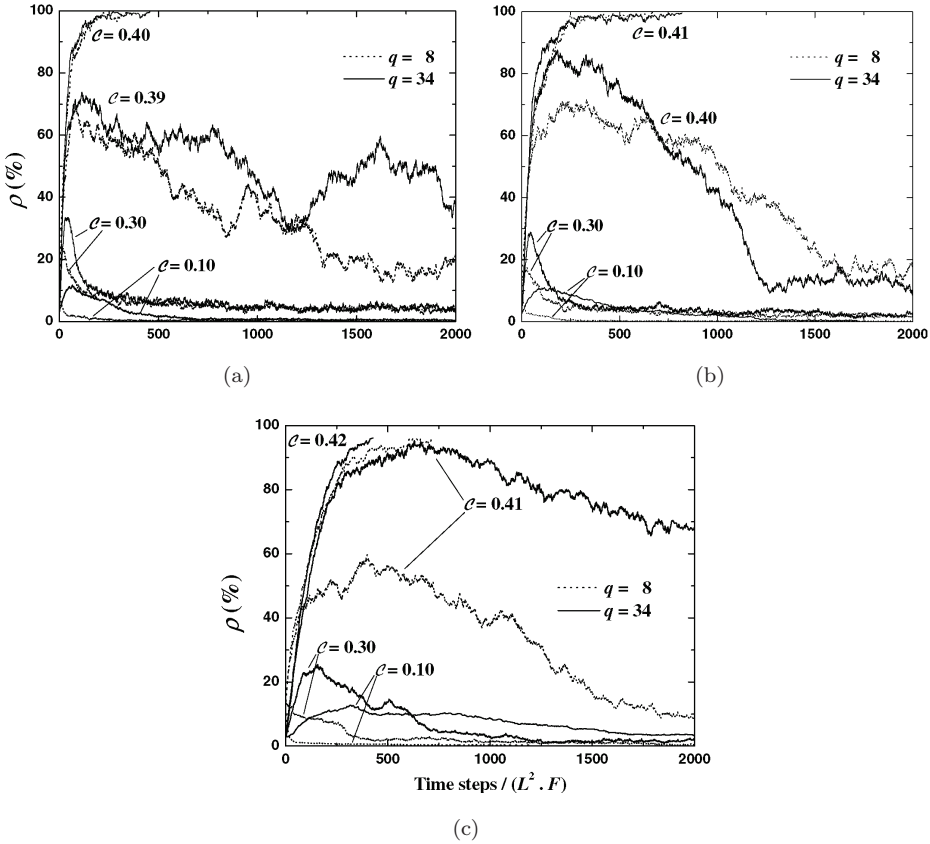 100
80
60
40
20
0
ρ (%)
C = 0.40
q = 8
q = 34
C = 0.39
C = 0.30
C = 0.10
0 500 1000 1500 2000
(a)
100
80
60
40
20
0
C = 0.41
q = 8
q = 34
C = 0.40
C = 0.30
C = 0.10
0 500 1000 1500 2000
(b)
100
80
60
40
20
0
ρ (%)
C = 0.42
C = 0.41
q = 8
q = 34
C = 0.30
C = 0.10
0 500 1000 1500 2000
Time steps / (L² . F)
(c)